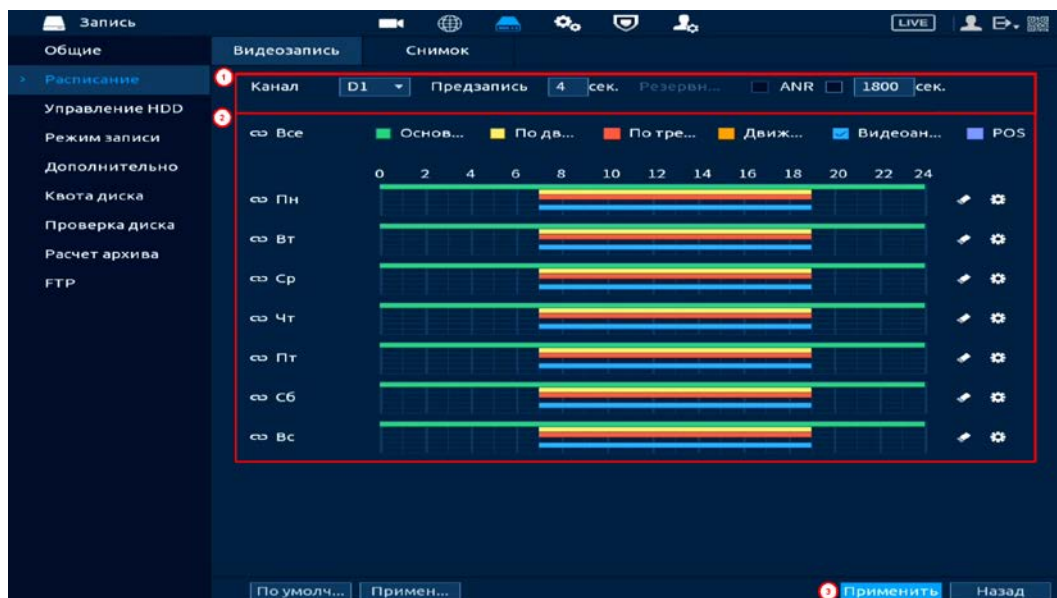 Запись LIVE
Общие
Расписание
Управление HDD
Режим записи
Дополнительно
Квота диска
Проверка диска
Расчет архива
FTP
Видеозапись Снимок
1
Канал D1 Предзапись 4 сек. Резервн... ANR 1800 сек.
2
Все Основ... По дв... По тре... Движ... Видеоан... POS
0 2 4 6 8 10 12 14 16 18 20 22 24
Пн
Вт
Ср
Чт
Пт
Сб
Вс
По умолч... Примен... 3 Применить Назад